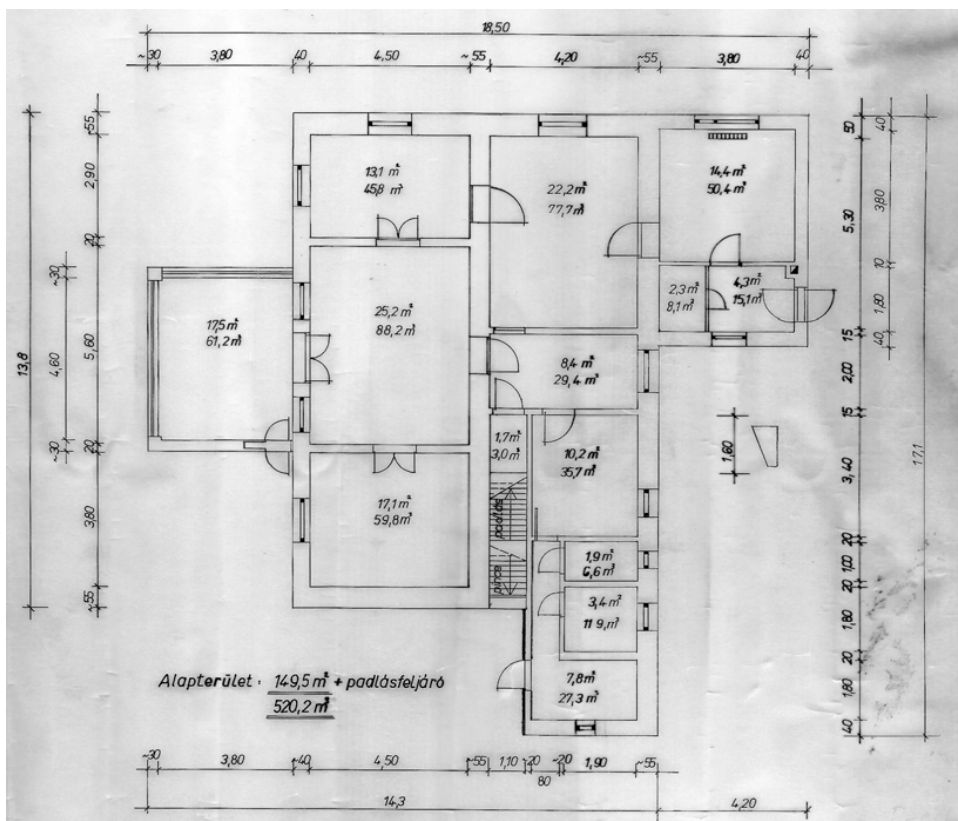 18,50
~30 3,80 40 4,50 ~55 4,20 ~55 3,80 40
13,8
~30
4,60
~30
~55
2,90
20
5,60
20
3,80
~55
13,1 m²
45,8 m³
22,2 m²
77,7 m³
14,4 m²
50,4 m³
2,3 m²
8,1 m³
4,3 m²
15,1 m³
17,5 m²
61,2 m³
25,2 m²
88,2 m³
8,4 m²
29,4 m³
1,7 m²
3,0 m³
10,2 m²
35,7 m³
17,1 m²
59,8 m³
padlás
pince
1,9 m²
6,6 m³
3,4 m²
11 9, m³
7,8 m²
27,3 m³
1,60
50
5,30
15
2,00
15
3,40
20
1,00
20
1,80
20
1,80
40
40
3,80
10
1,80
40
17,1
Alapterület : 149,5 m² + padlásfeljáró
520,2 m³
~30 3,80 ~40 4,50 ~55 1,10 ~20 ~20 1,90 ~55
80
14,3 4,20